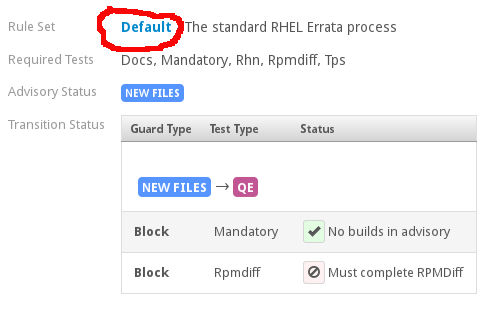 Rule Set Default The standard RHEL Errata process
Required Tests Docs, Mandatory, Rhn, Rpmdiff, Tps
Advisory Status NEW FILES
Transition Status Guard Type Test Type Status
NEW FILES → QE
Block Mandatory No builds in advisory
Block Rpmdiff Must complete RPMDiff